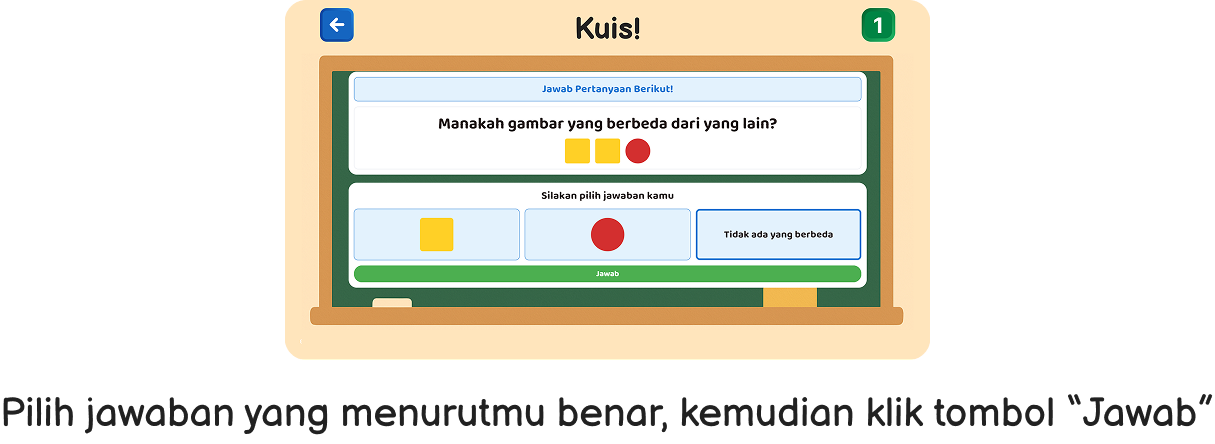 Kuis!
1
Jawab Pertanyaan Berikut!
Manakah gambar yang berbeda dari yang lain?
Silakan pilih jawaban kamu
Tidak ada yang berbeda
Jawab
Pilih jawaban yang menurutmu benar, kemudian klik tombol “Jawab”